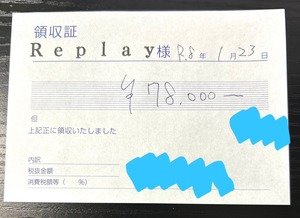 領収証
Replay様 R8年 1月 23日
¥78,000-
但
上記正に領収いたしました
内訳
税抜金額
消費税額等( %)